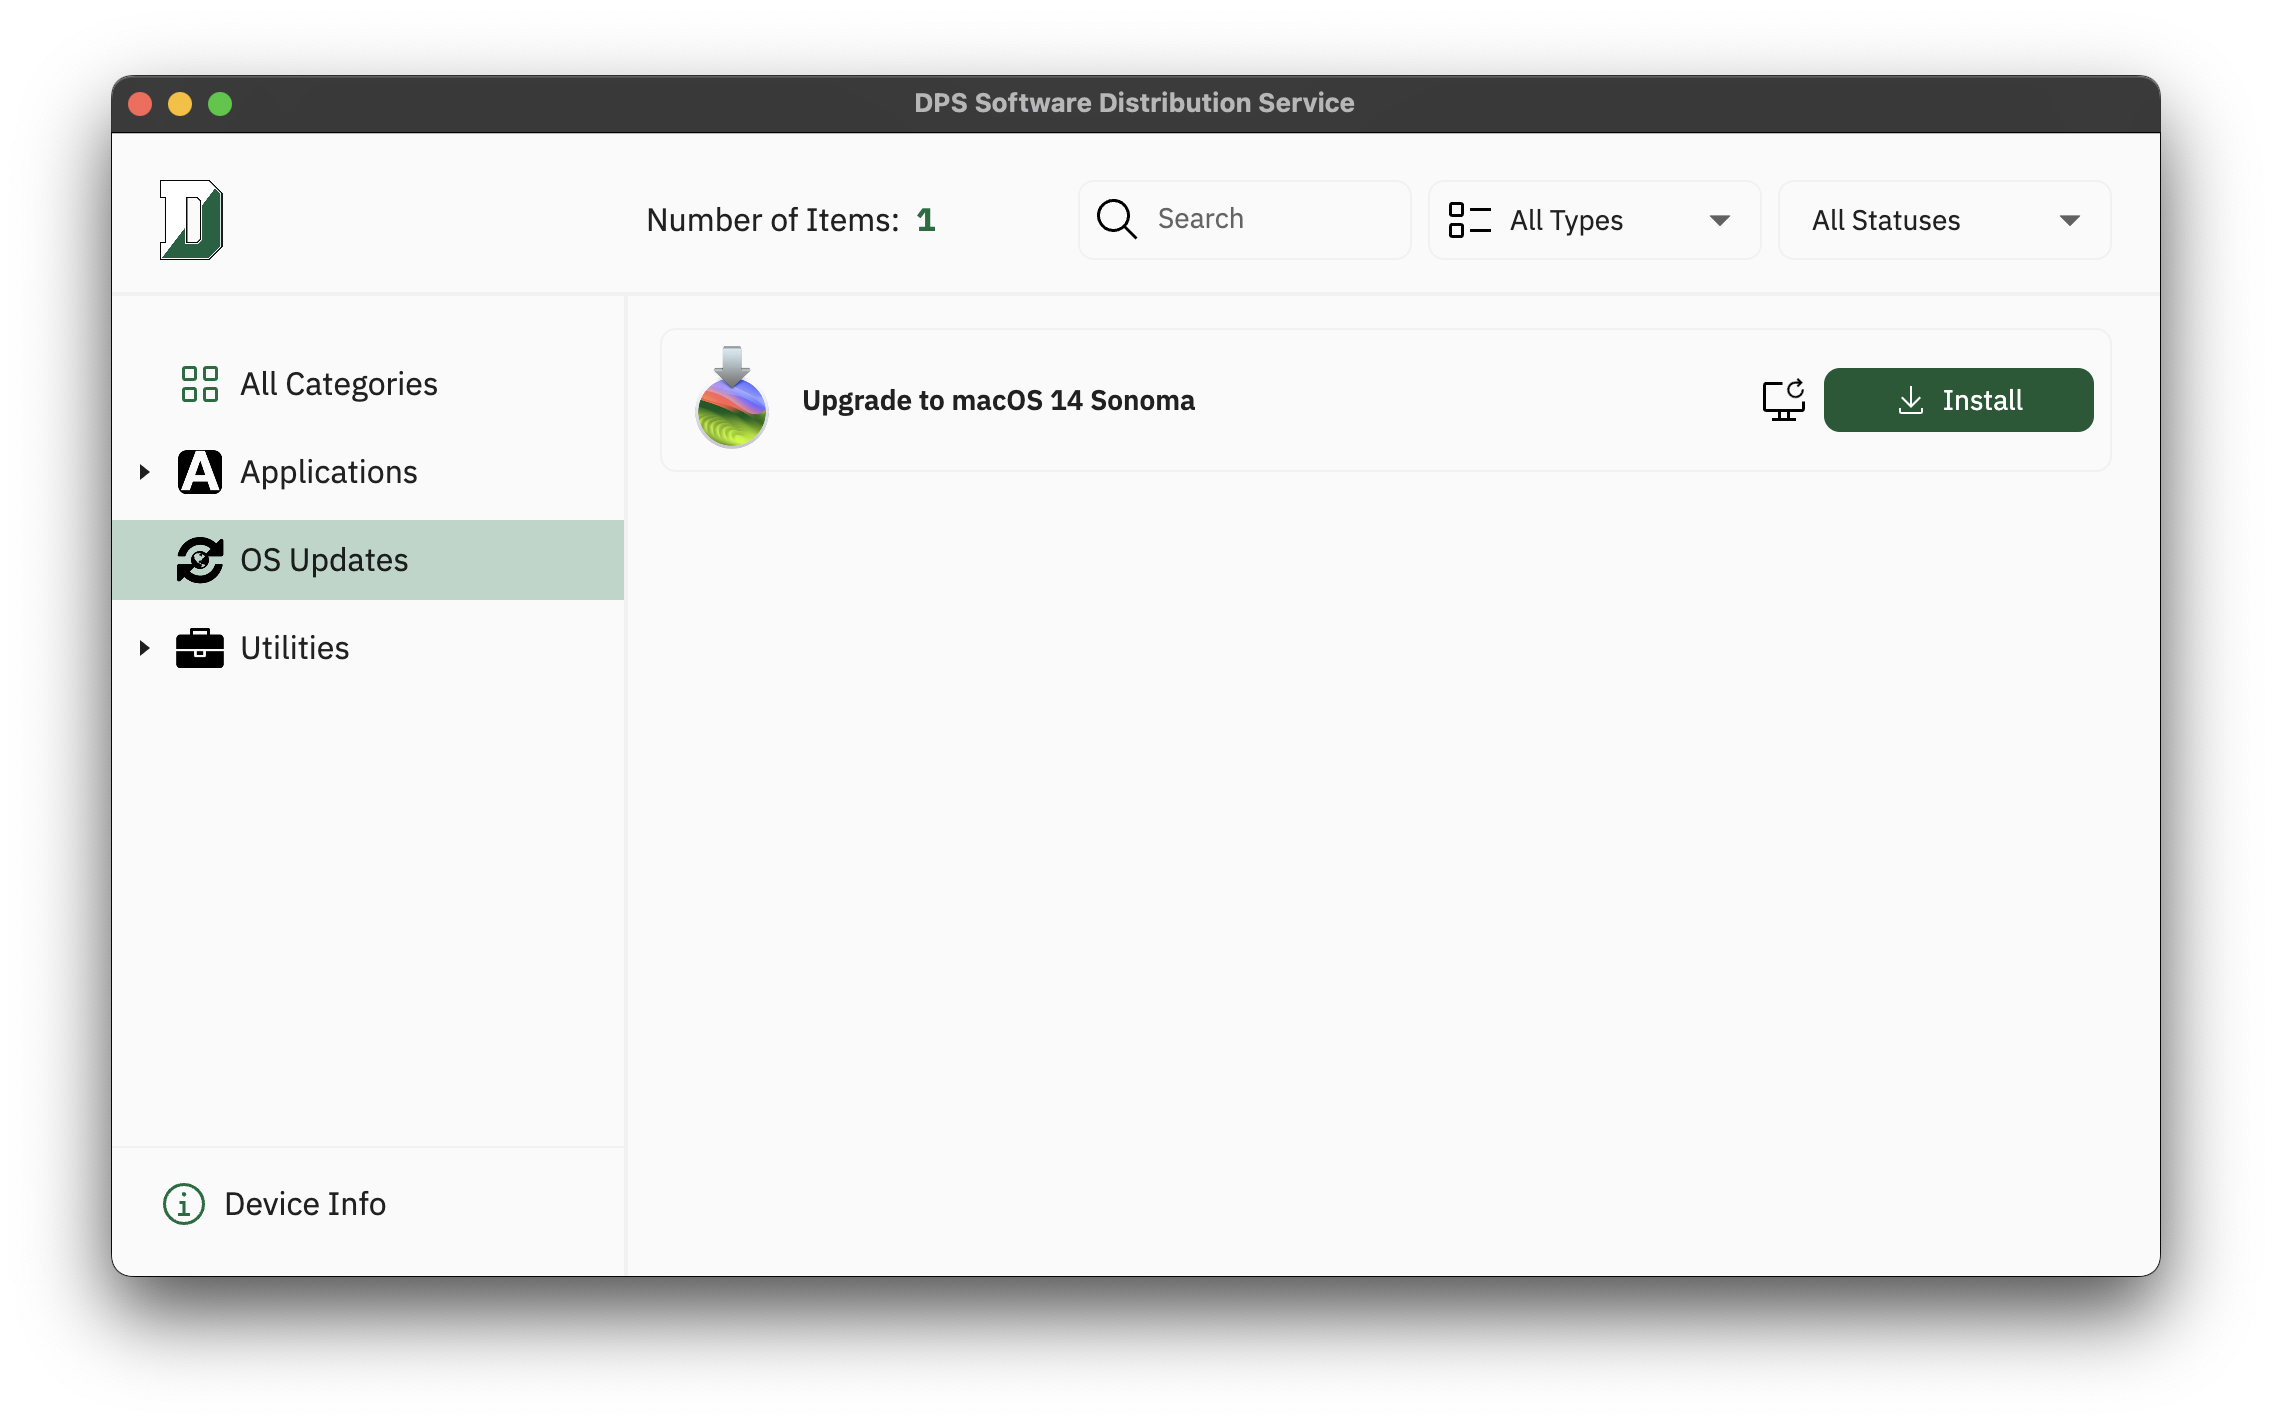 DPS Software Distribution Service
D
Number of Items: 1
Search
All Types
All Statuses
All Categories
A Applications
OS Updates
Utilities
Upgrade to macOS 14 Sonoma
Install
i Device Info